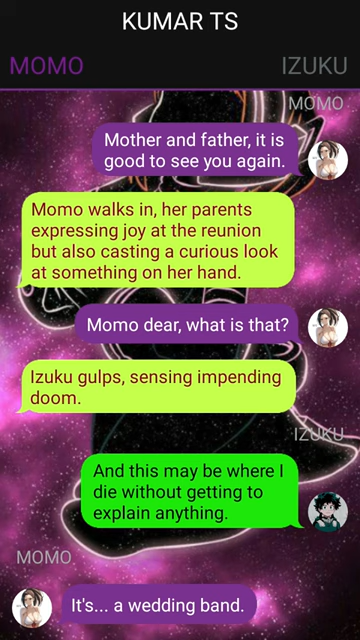 KUMAR TS
MOMO
IZUKU
MOMO
Mother and father, it is
good to see you again.
Momo walks in, her parents
expressing joy at the reunion
but also casting a curious look
at something on her hand.
Momo dear, what is that?
Izuku gulps, sensing impending
doom.
IZUKU
And this may be where I
die without getting to
explain anything.
MOMO
It's... a wedding band.